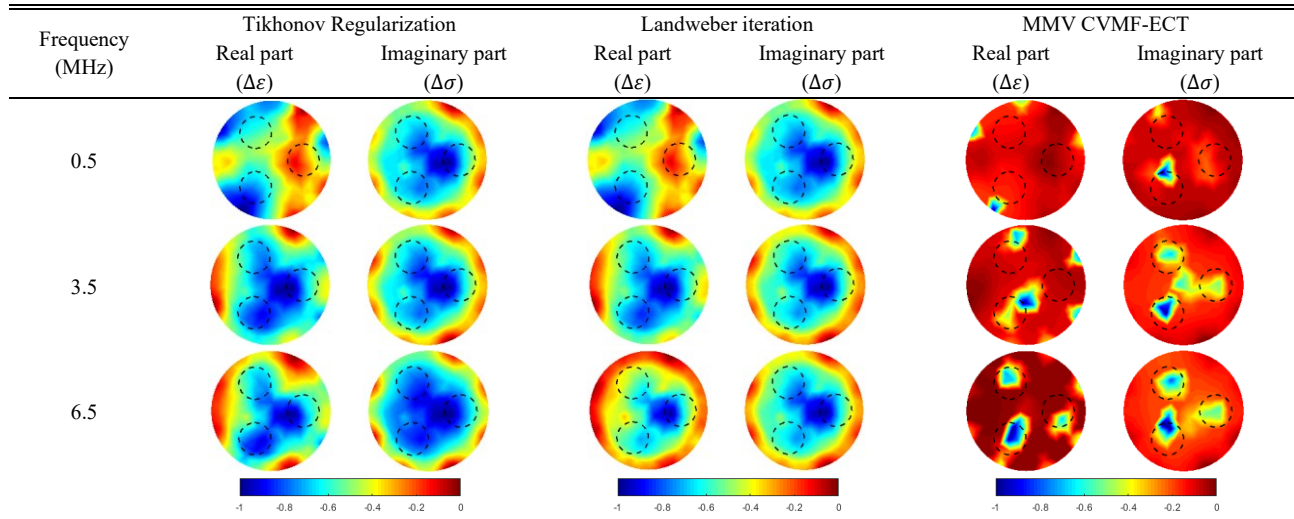 Frequency (MHz)
Tikhonov Regularization
Landweber iteration
MMV CVMF-ECT
Real part (Δε)
Imaginary part (Δσ)
Real part (Δε)
Imaginary part (Δσ)
Real part (Δε)
Imaginary part (Δσ)
0.5
3.5
6.5
-1 -0.8 -0.6 -0.4 -0.2 0
-1 -0.8 -0.6 -0.4 -0.2 0
-1 -0.8 -0.6 -0.4 -0.2 0